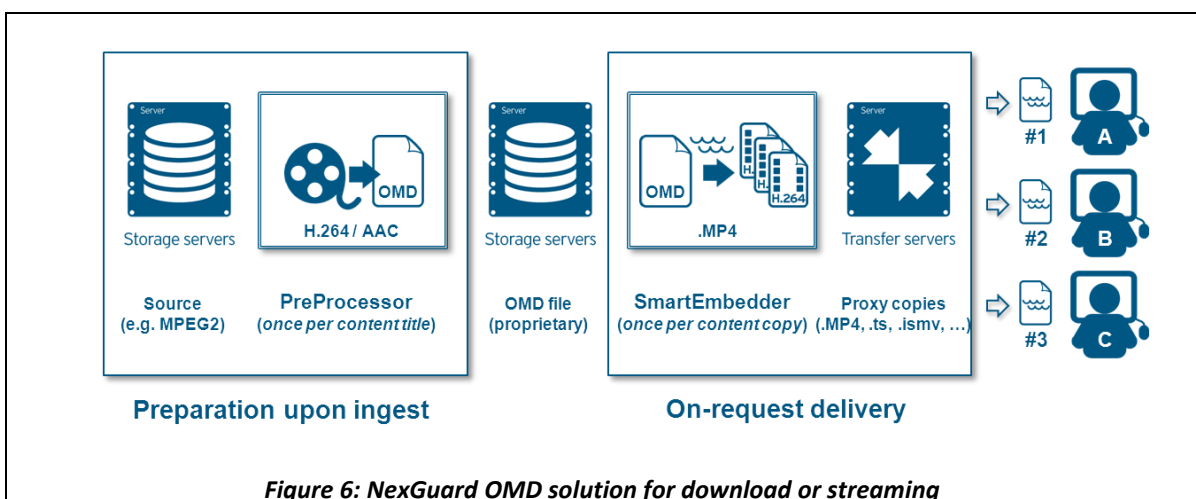 Server
Storage servers
Source
(e.g. MPEG2)
OMD
H.264 / AAC
PreProcessor
(once per content title)
Preparation upon ingest
Server
Storage servers
OMD file
(proprietary)
OMD
H.
H.
H.264
.MP4
SmartEmbedder
(once per content copy)
Server
Transfer servers
Proxy copies
(.MP4, .ts, .ismv, …)
On-request delivery
#1
A
#2
B
#3
C
Figure 6: NexGuard OMD solution for download or streaming